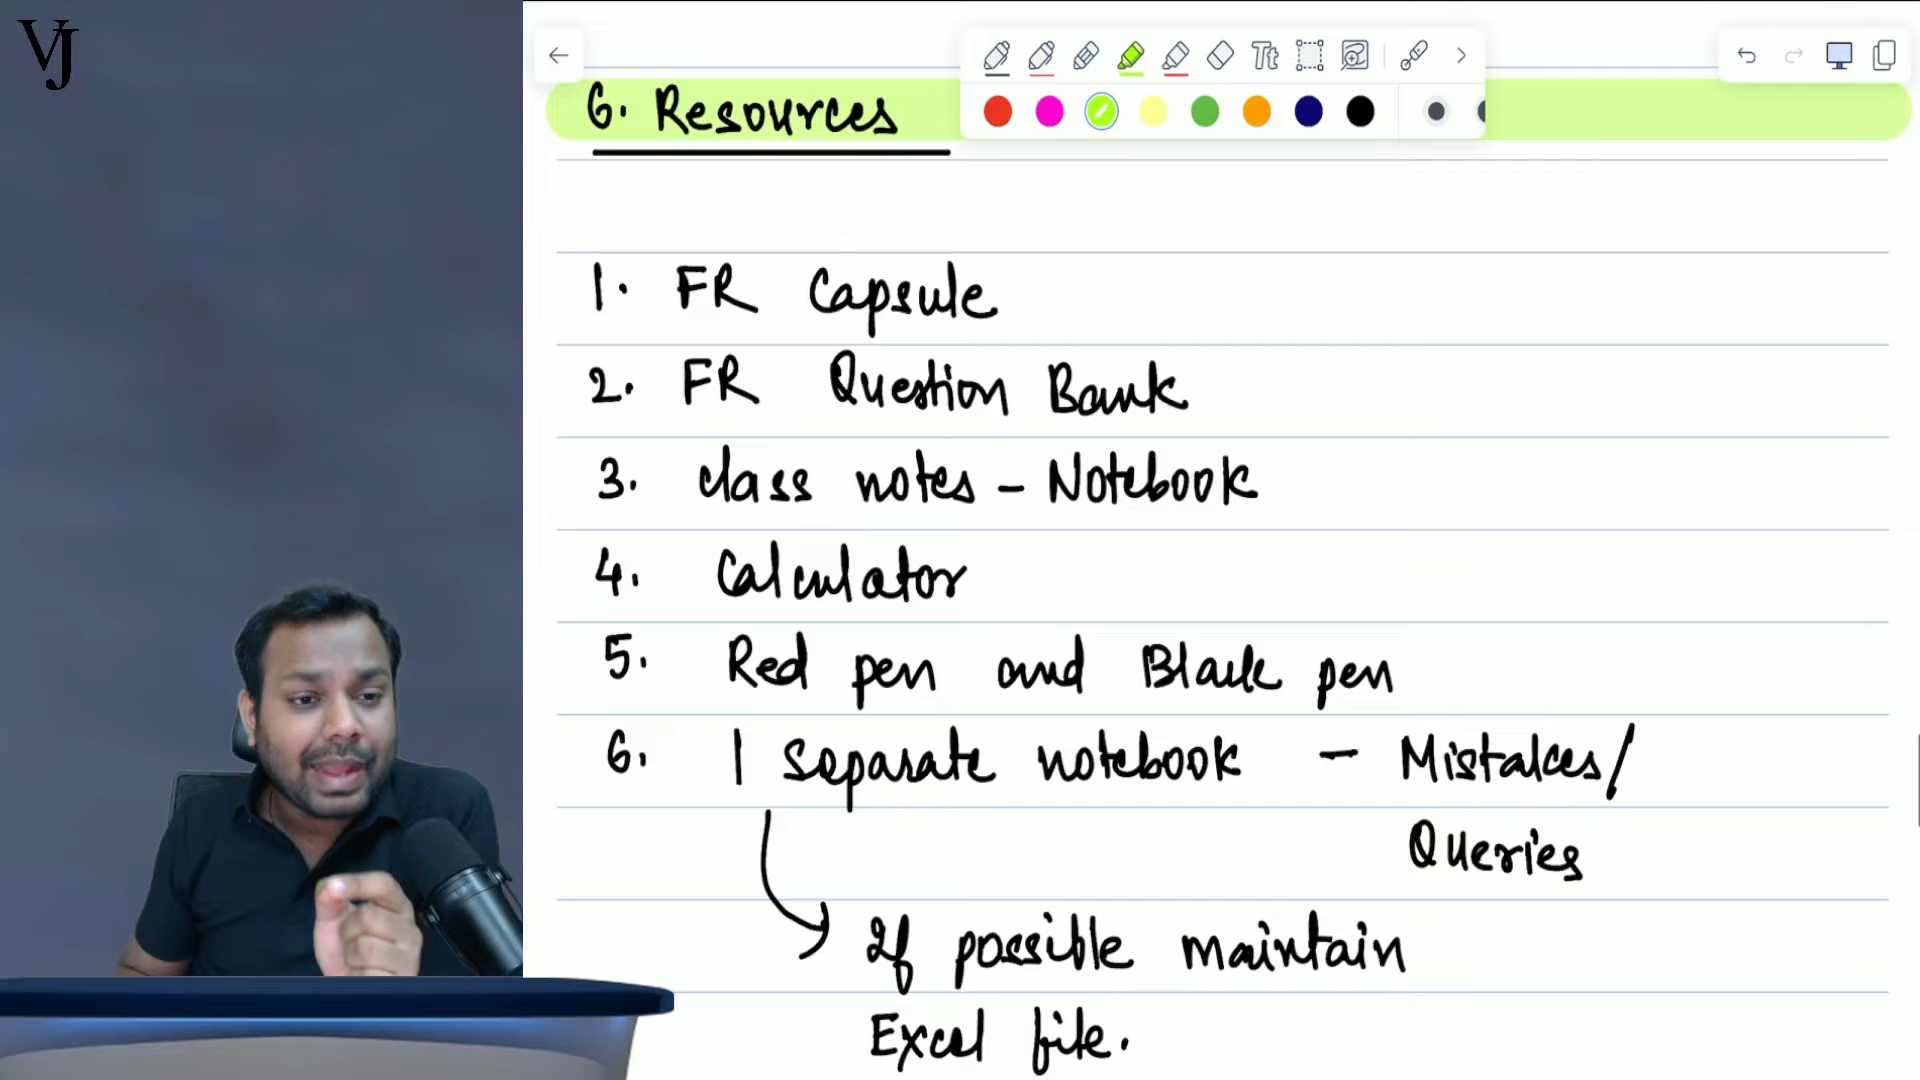 VJ
6. Resources
1. FR Capsule
2. FR Question Bank
3. class notes - Notebook
4. Calculator
5. Red pen and Black pen
6. 1 separate notebook - Mistakes/
Queries
If possible maintain
Excel file.